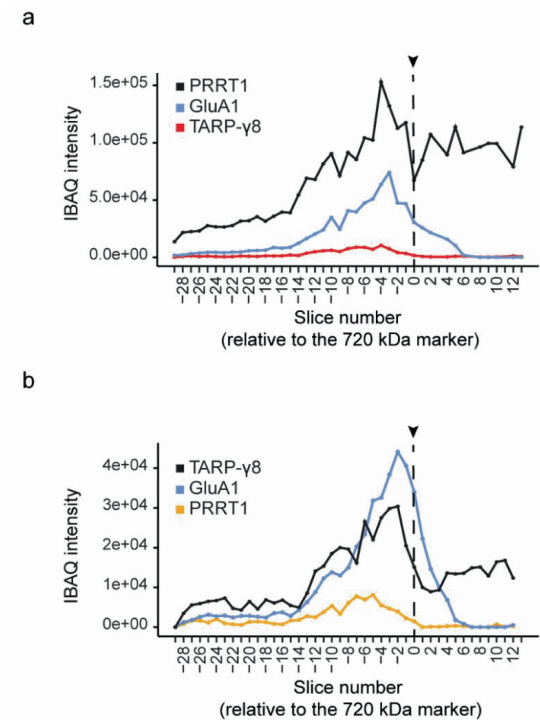 a
1.5e+05
1.0e+05
5.0e+04
0.0e+00
IBAQ intensity
PRRT1
GluA1
TARP-γ8
−28 −26 −24 −22 −20 −18 −16 −14 −12 −10 −8 −6 −4 −2 0 2 4 6 8 10 12
Slice number
(relative to the 720 kDa marker)
b
4e+04
3e+04
2e+04
1e+04
0e+00
IBAQ intensity
TARP-γ8
GluA1
PRRT1
−28 −26 −24 −22 −20 −18 −16 −14 −12 −10 −8 −6 −4 −2 0 2 4 6 8 10 12
Slice number
(relative to the 720 kDa marker)